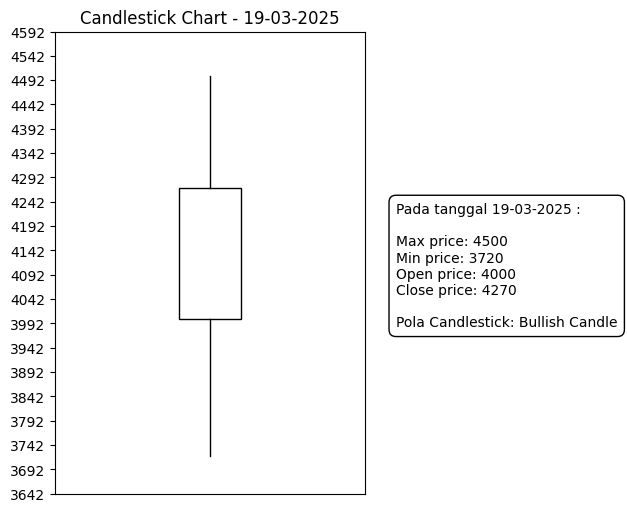 Candlestick Chart - 19-03-2025
4592
4542
4492
4442
4392
4342
4292
4242
4192
4142
4092
4042
3992
3942
3892
3842
3792
3742
3692
3642
Pada tanggal 19-03-2025 :
Max price: 4500
Min price: 3720
Open price: 4000
Close price: 4270
Pola Candlestick: Bullish Candle